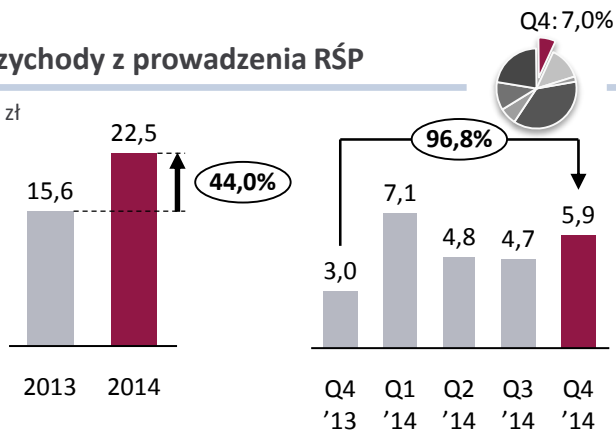 Q4: 7,0%
zychody z prowadzenia RŚP
zł
22,5
15,6
44,0%
2013 2014
96,8%
7,1
5,9
4,8
4,7
3,0
Q4 Q1 Q2 Q3 Q4
'13 '14 '14 '14 '14